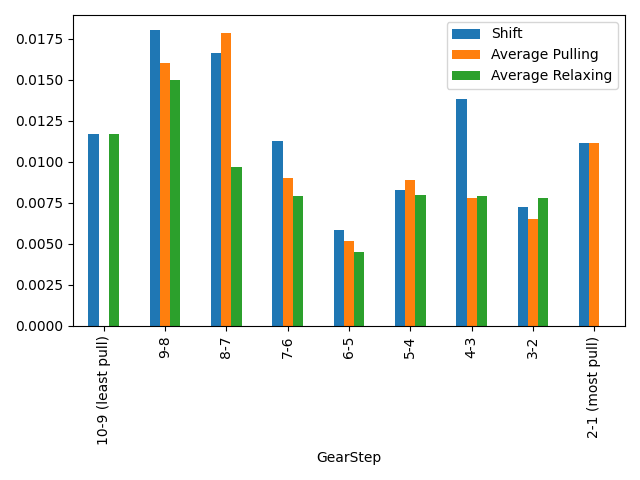 0.0175
0.0150
0.0125
0.0100
0.0075
0.0050
0.0025
0.0000
Shift
Average Pulling
Average Relaxing
10-9 (least pull)
9-8
8-7
7-6
6-5
5-4
4-3
3-2
2-1 (most pull)
GearStep